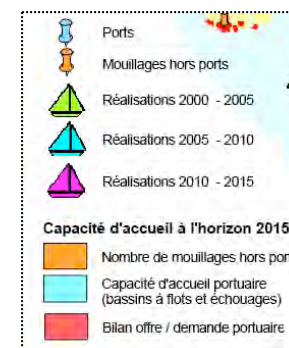 Ports
Mouillages hors ports
Réalisations 2000 - 2005
Réalisations 2005 - 2010
Réalisations 2010 - 2015
Capacité d'accueil à l'horizon 2015
Nombre de mouillages hors por
Capacité d'accueil portuaire
(bassins à flots et échouages)
Bilan offre / demande portuaire